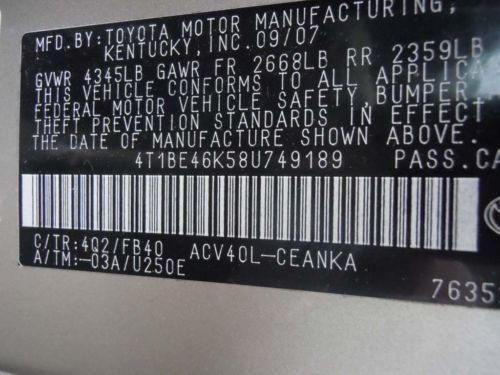 MFD.BY:TOYOTA MOTOR MANUFACTURING,
KENTUCKY,INC.09/07
GVWR 4345LB GAWR FR 2668LB RR 2359LB
THIS VEHICLE CONFORMS TO ALL
FEDERAL MOTOR VEHICLE SAFETY,BUMPER
THEFT PREVENTION STANDARDS IN EFFECT
THE DATE OF MANUFACTURE SHOWN ABOVE.
4T1BE46K58U749189 PASS.
C/TR:4Q2/FB40 ACV40L-CEANKA
A/TM:-03A/U250E
7635